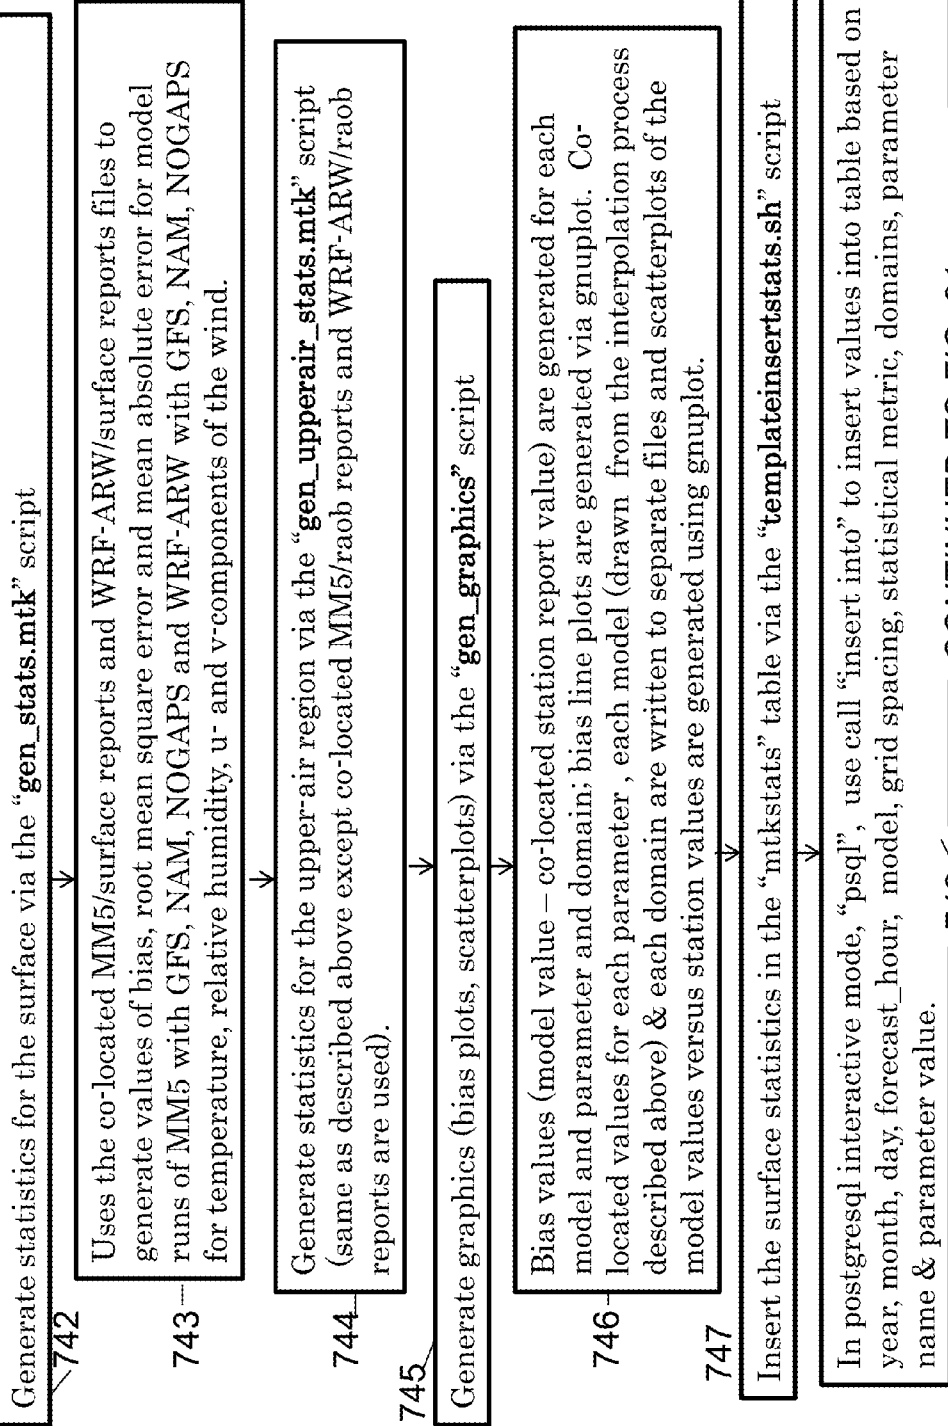 Generate statistics for the surface via the “gen_stats.mtk” script
742
Uses the co-located MM5/surface reports and WRF-ARW/surface reports files to
generate values of bias, root mean square error and mean absolute error for model
runs of MM5 with GFS, NAM, NOGAPS and WRF-ARW with GFS, NAM, NOGAPS
for temperature, relative humidity, u- and v-components of the wind.
743
Generate statistics for the upper-air region via the “gen_upperair_stats.mtk” script
(same as described above except co-located MM5/raob reports and WRF-ARW/raob
reports are used).
744
745
Generate graphics (bias plots, scatterplots) via the “gen_graphics” script
Bias values (model value – co-located station report value) are generated for each
model and parameter and domain; bias line plots are generated via gnuplot. Co-
located values for each parameter , each model (drawn from the interpolation process
described above) & each domain are written to separate files and scatterplots of the
model values versus station values are generated using gnuplot.
746
747
Insert the surface statistics in the “mtkstats” table via the “templateinsertstats.sh” script
In postgresql interactive mode, “psql”, use call “insert into” to insert values into table based on
year, month, day, forecast_hour, model, grid spacing, statistical metric, domains, parameter
name & parameter value.